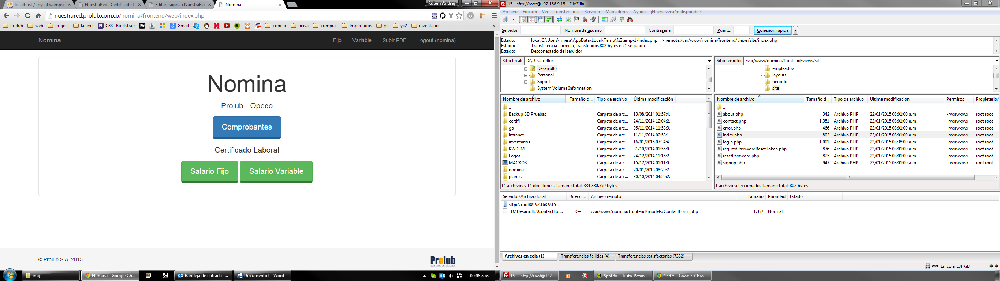 localhost / mysql wampse
NuestraRed | Certificado L
Editar página ‹ NuestraRed
Nomina
Ruben Andrey
nuestrared.prolub.com.co/nomina/frontend/web/index.php
Prolub
web
project
laravel
CSS · Bootstrap
Gmail
concur
neiva
compras
Importados
yii
yii2
inventarios
»
Nomina
Fijo
Variable
Subir PDF
Logout (nomina)
Nomina
Prolub - Opeco
Comprobantes
Certificado Laboral
Salario Fijo
Salario Variable
© Prolub S.A. 2015
Prolub
15 - sftp://root@192.168.9.15 - FileZilla
Archivo Edición Ver Transferencia Servidor Marcadores Ayuda ¡Nueva versión disponible!
Servidor: Nombre de usuario: Contraseña: Puerto: Conexión rápida
Estado: local:C:\Users\rmesa\AppData\Local\Temp\fz3temp-1\index.php => remote:/var/www/nomina/frontend/views/site/index.php
Estado: Transferencia correcta, transferidos 802 bytes en 1 segundo
Estado: Desconectado del servidor
Sitio local: D:\Desarrollo\
Desarrollo
Personal
Soporte
System Volume Information
Nombre de archivo Tamaño d... Tipo de archivo Última modificación
..
Backup BD Pruebas Carpeta de arc... 13/08/2014 01:57:4...
certifi Carpeta de arc... 24/11/2014 12:04:2...
gp Carpeta de arc... 05/11/2014 11:53:3...
intranet Carpeta de arc... 11/11/2014 02:53:1...
inventarios Carpeta de arc... 16/01/2015 07:34:4...
KWDLM Carpeta de arc... 31/10/2014 01:55:0...
Logos Carpeta de arc... 24/12/2014 11:15:2...
MACROS Carpeta de arc... 15/12/2014 01:11:0...
nomina Carpeta de arc... 20/01/2015 08:29:2...
planos Carpeta de arc... 30/10/2014 04:20:2...
14 archivos y 14 directorios. Tamaño total: 334.830.359 bytes
Sitio remoto: /var/www/nomina/frontend/views/site
empleadov
layouts
periodo
site
Nombre de archivo Tamaño d... Tipo de archivo Última modificación Permisos Propietario/
..
about.php 342 Archivo PHP 22/01/2015 08:01:00 a.m. -rwxrwxrwx root root
contact.php 1.351 Archivo PHP 22/01/2015 08:01:00 a.m. -rwxrwxrwx root root
error.php 466 Archivo PHP 22/01/2015 08:01:00 a.m. -rwxrwxrwx root root
index.php 802 Archivo PHP 22/01/2015 08:01:00 a.m. -rwxrwxrwx root root
login.php 1.001 Archivo PHP 22/01/2015 08:38:00 a.m. -rwxrwxrwx root root
requestPasswordResetToken.php 876 Archivo PHP 22/01/2015 08:01:00 a.m. -rwxrwxrwx root root
resetPassword.php 825 Archivo PHP 22/01/2015 08:01:00 a.m. -rwxrwxrwx root root
signup.php 947 Archivo PHP 22/01/2015 08:01:00 a.m. -rwxrwxrwx root root
1 archivo seleccionado. Tamaño total: 802 bytes
Servidor/Archivo local Direcci... Archivo remoto Tamaño Prioridad Estado
sftp://root@192.168.9.15
D:\Desarrollo\ContactFor... <-- /var/www/nomina/frontend/models/ContactForm.php 1.337 Normal
Archivos en cola (1) Transferencias fallidas (4) Transferencias satisfactorias (7382)
En cola: 1,4 KiB
img
Nomina - Google Ch...
Bandeja de entrada -...
Documento1 - Word
09:06 a.m.
15 - sftp://root@192...
Spotify - Justo Betan...
Certif - Google Chro...